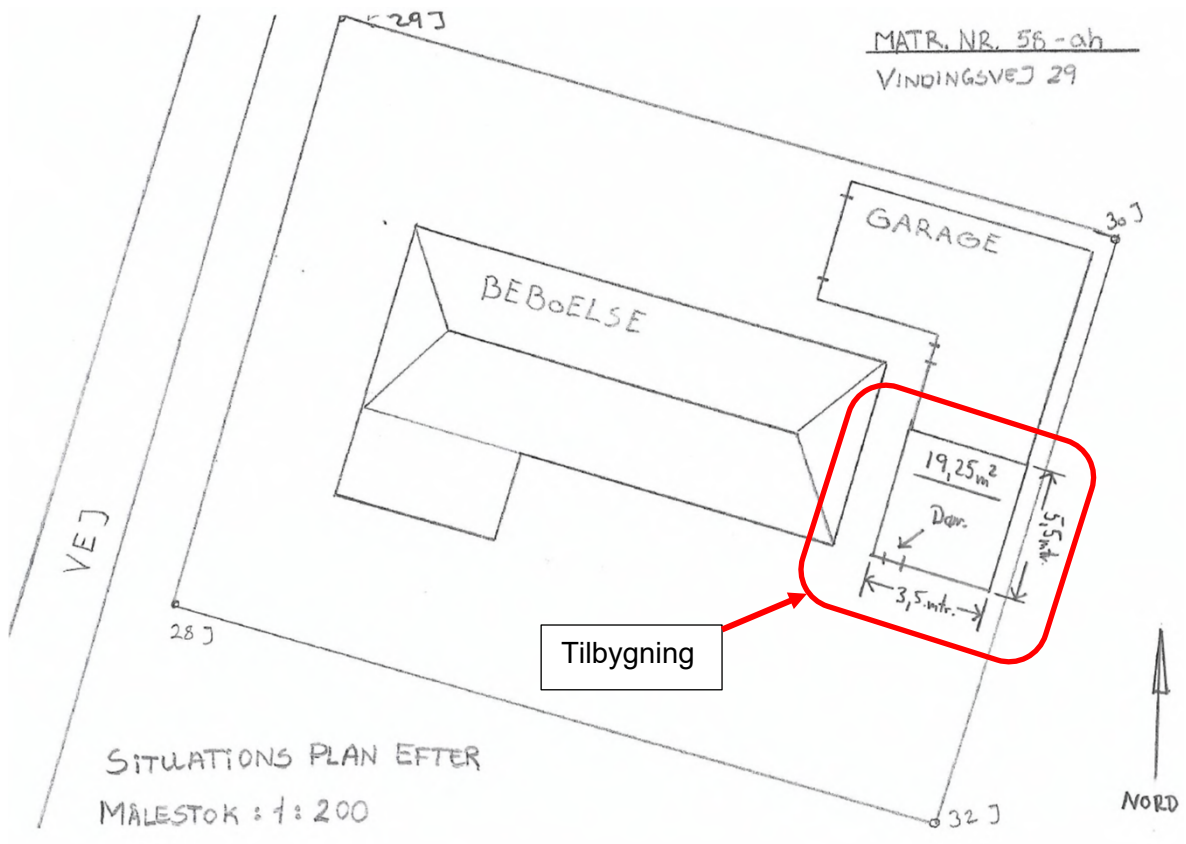 29J
MATR. NR. 58-ah
VINDINGSVEJ 29
30J
GARAGE
BEBOELSE
19,25m²
Dør.
5,5mtr.
3,5.mtr.
VEJ
28J
Tilbygning
SITUATIONS PLAN EFTER
MÅLESTOK : 1: 200
NORD
32J